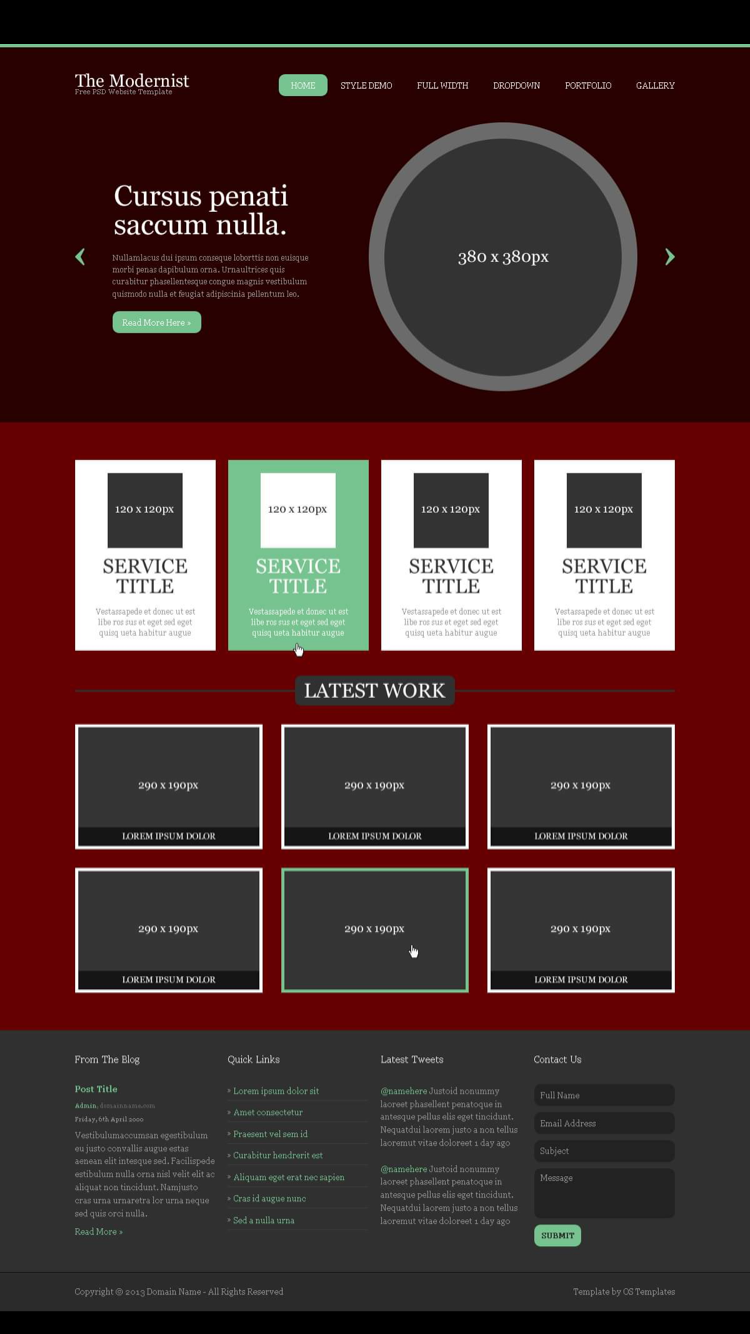 The Modernist
Free PSD Website Template
HOME
STYLE DEMO
FULL WIDTH
DROPDOWN
PORTFOLIO
GALLERY
Cursus penati
saccum nulla.
Nullamlacus dui ipsum conseque loborttis non euisque
morbi penas dapibulum orna. Urnaultrices quis
curabitur phasellentesque congue magnis vestibulum
quismodo nulla et feugiat adipiscinia pellentum leo.
Read More Here »
380 x 380px
120 x 120px
SERVICE
TITLE
Vestassapede et donec ut est
libe ros sus et eget sed eget
quisq ueta habitur augue
120 x 120px
SERVICE
TITLE
Vestassapede et donec ut est
libe ros sus et eget sed eget
quisq ueta habitur augue
120 x 120px
SERVICE
TITLE
Vestassapede et donec ut est
libe ros sus et eget sed eget
quisq ueta habitur augue
120 x 120px
SERVICE
TITLE
Vestassapede et donec ut est
libe ros sus et eget sed eget
quisq ueta habitur augue
LATEST WORK
290 x 190px
LOREM IPSUM DOLOR
290 x 190px
LOREM IPSUM DOLOR
290 x 190px
LOREM IPSUM DOLOR
290 x 190px
LOREM IPSUM DOLOR
290 x 190px
290 x 190px
LOREM IPSUM DOLOR
From The Blog
Post Title
Admin, domainname.com
Friday, 6th April 2000
Vestibulumaccumsan egestibulum
eu justo convallis augue estas
aenean elit intesque sed. Facilispede
estibulum nulla orna nisl velit elit ac
aliquat non tincidunt. Namjusto
cras urna urnaretra lor urna neque
sed quis orci nulla.
Read More »
Quick Links
» Lorem ipsum dolor sit
» Amet consectetur
» Praesent vel sem id
» Curabitur hendrerit est
» Aliquam eget erat nec sapien
» Cras id augue nunc
» Sed a nulla urna
Latest Tweets
@namehere Justoid nonummy
laoreet phasellent penatoque in
antesque pellus elis eget tincidunt.
Nequatdui laoreet justo a non tellus
laoremut vitae doloreet 1 day ago
@namehere Justoid nonummy
laoreet phasellent penatoque in
antesque pellus elis eget tincidunt.
Nequatdui laoreet justo a non tellus
laoremut vitae doloreet 1 day ago
Contact Us
Full Name
Email Address
Subject
Message
SUBMIT
Copyright © 2013 Domain Name - All Rights Reserved
Template by OS Templates